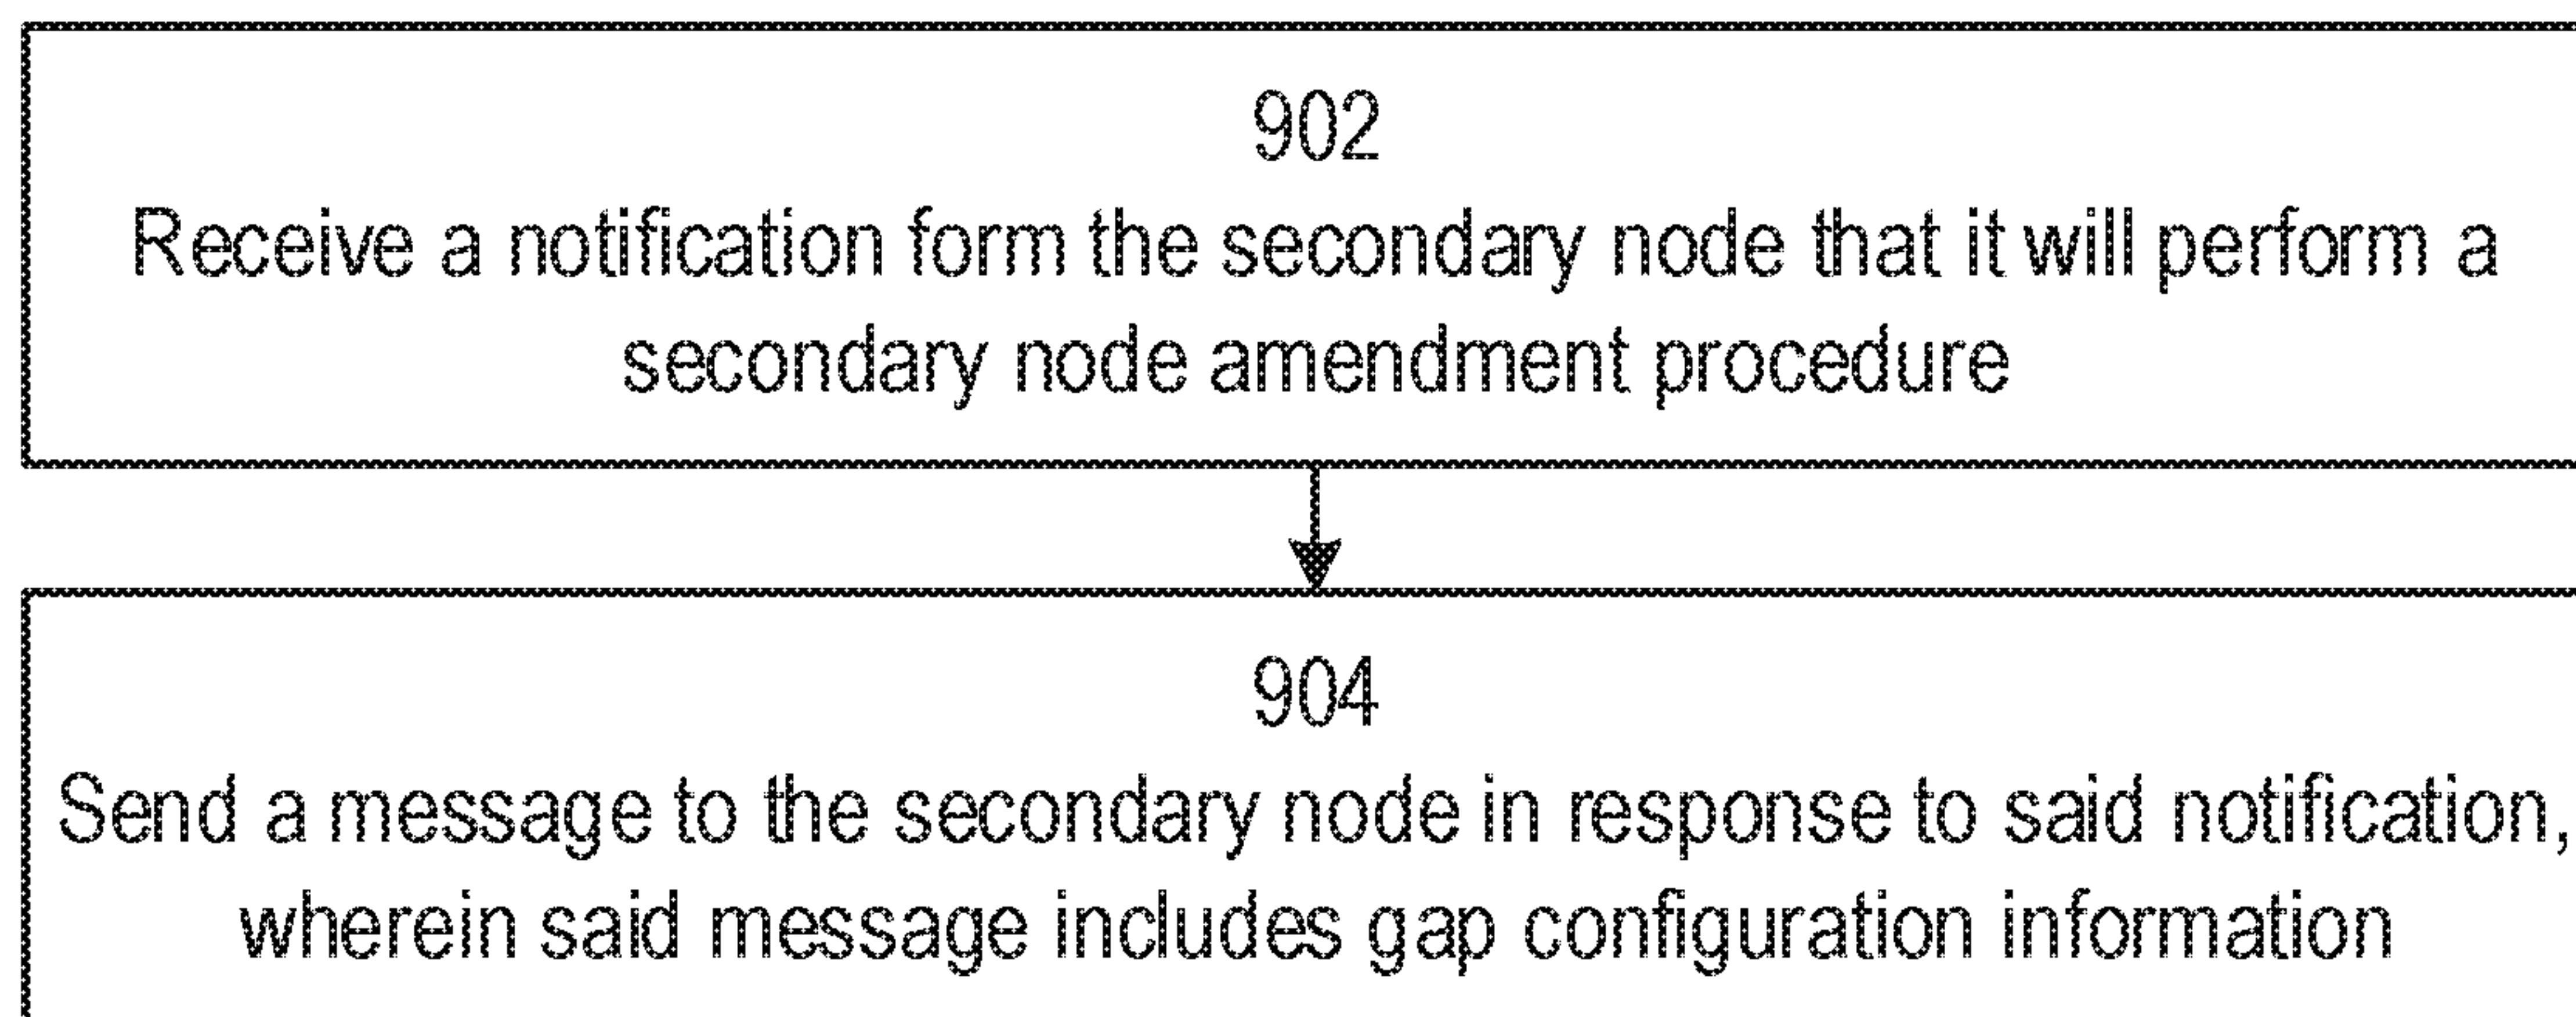 902
Receive a notification form the secondary node that it will perform a
secondary node amendment procedure
904
Send a message to the secondary node in response to said notification,
wherein said message includes gap configuration information